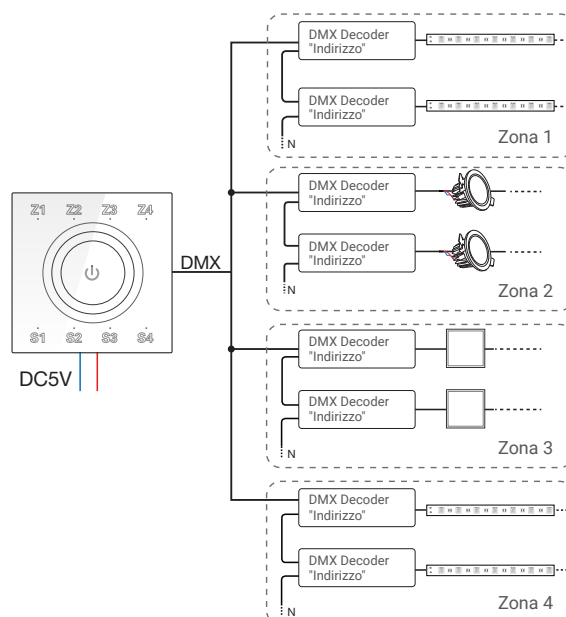 DMX Decoder
"Indirizzo"
DMX Decoder
"Indirizzo"
N
Zona 1
Z1 Z2 Z3 Z4
S1 S2 S3 S4
DC5V
DMX
DMX Decoder
"Indirizzo"
DMX Decoder
"Indirizzo"
N
Zona 2
DMX Decoder
"Indirizzo"
DMX Decoder
"Indirizzo"
N
Zona 3
DMX Decoder
"Indirizzo"
DMX Decoder
"Indirizzo"
N
Zona 4